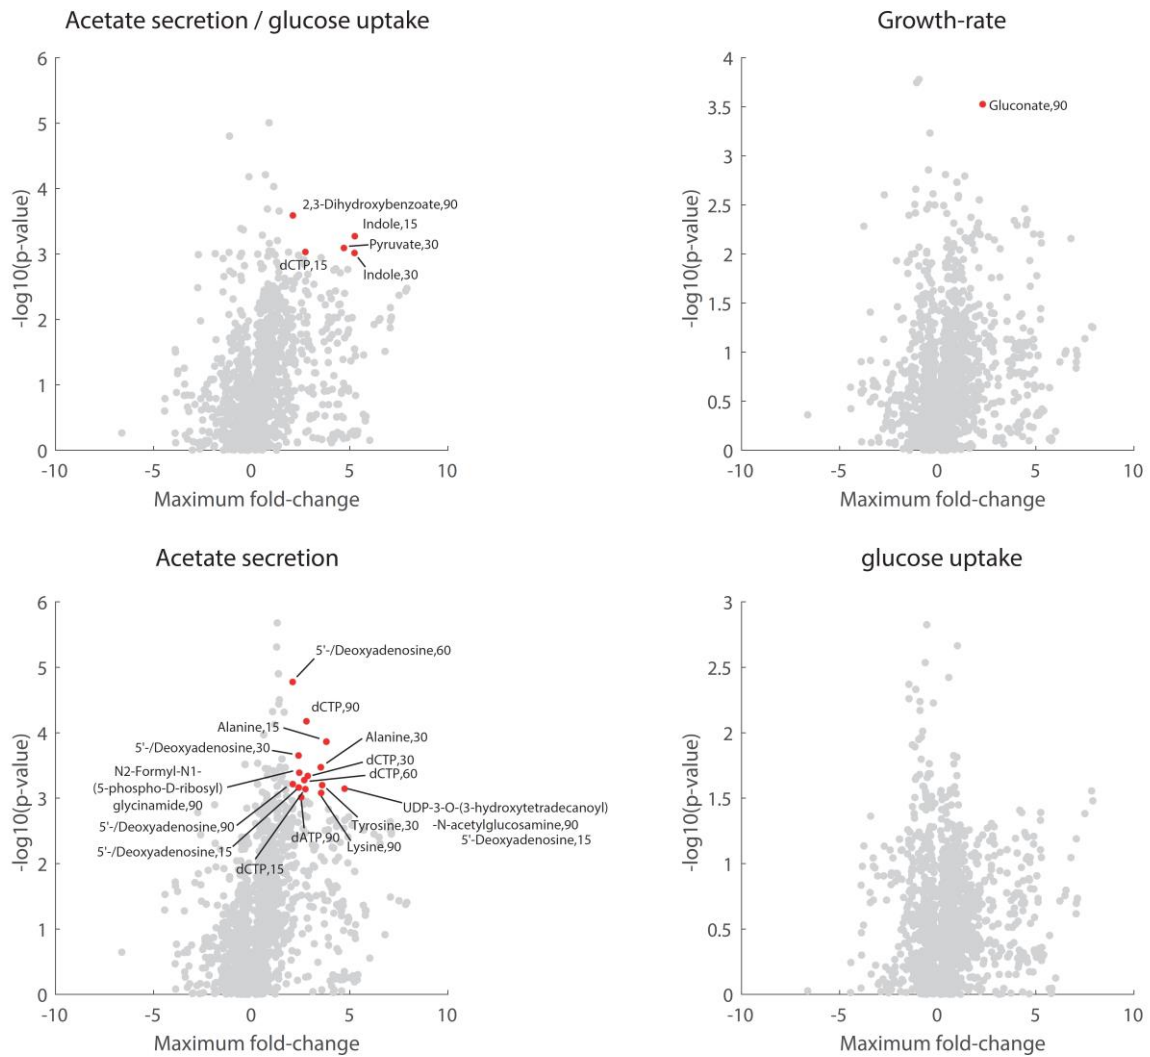 Acetate secretion / glucose uptake
6
5
4
3
2
1
0
-10
-5
0
5
10
-log10(p-value)
Maximum fold-change
2,3-Dihydroxybenzoate,90
Indole,15
Pyruvate,30
dCTP,15
Indole,30
Growth-rate
4
3.5
3
2.5
2
1.5
1
0.5
0
-10
-5
0
5
10
-log10(p-value)
Maximum fold-change
Gluconate,90
Acetate secretion
6
5
4
3
2
1
0
-10
-5
0
5
10
-log10(p-value)
Maximum fold-change
5'-/Deoxyadenosine,60
dCTP,90
Alanine,15
Alanine,30
5'-/Deoxyadenosine,30
dCTP,30
dCTP,60
N2-Formyl-N1-
(5-phospho-D-ribosyl)
glycinamide,90
UDP-3-O-(3-hydroxytetradecanoyl)
-N-acetylglucosamine,90
5'-Deoxyadenosine,15
5'-/Deoxyadenosine,90
Tyrosine,30
dATP,90
Lysine,90
5'-/Deoxyadenosine,15
dCTP,15
glucose uptake
3
2.5
2
1.5
1
0.5
0
-10
-5
0
5
10
-log10(p-value)
Maximum fold-change